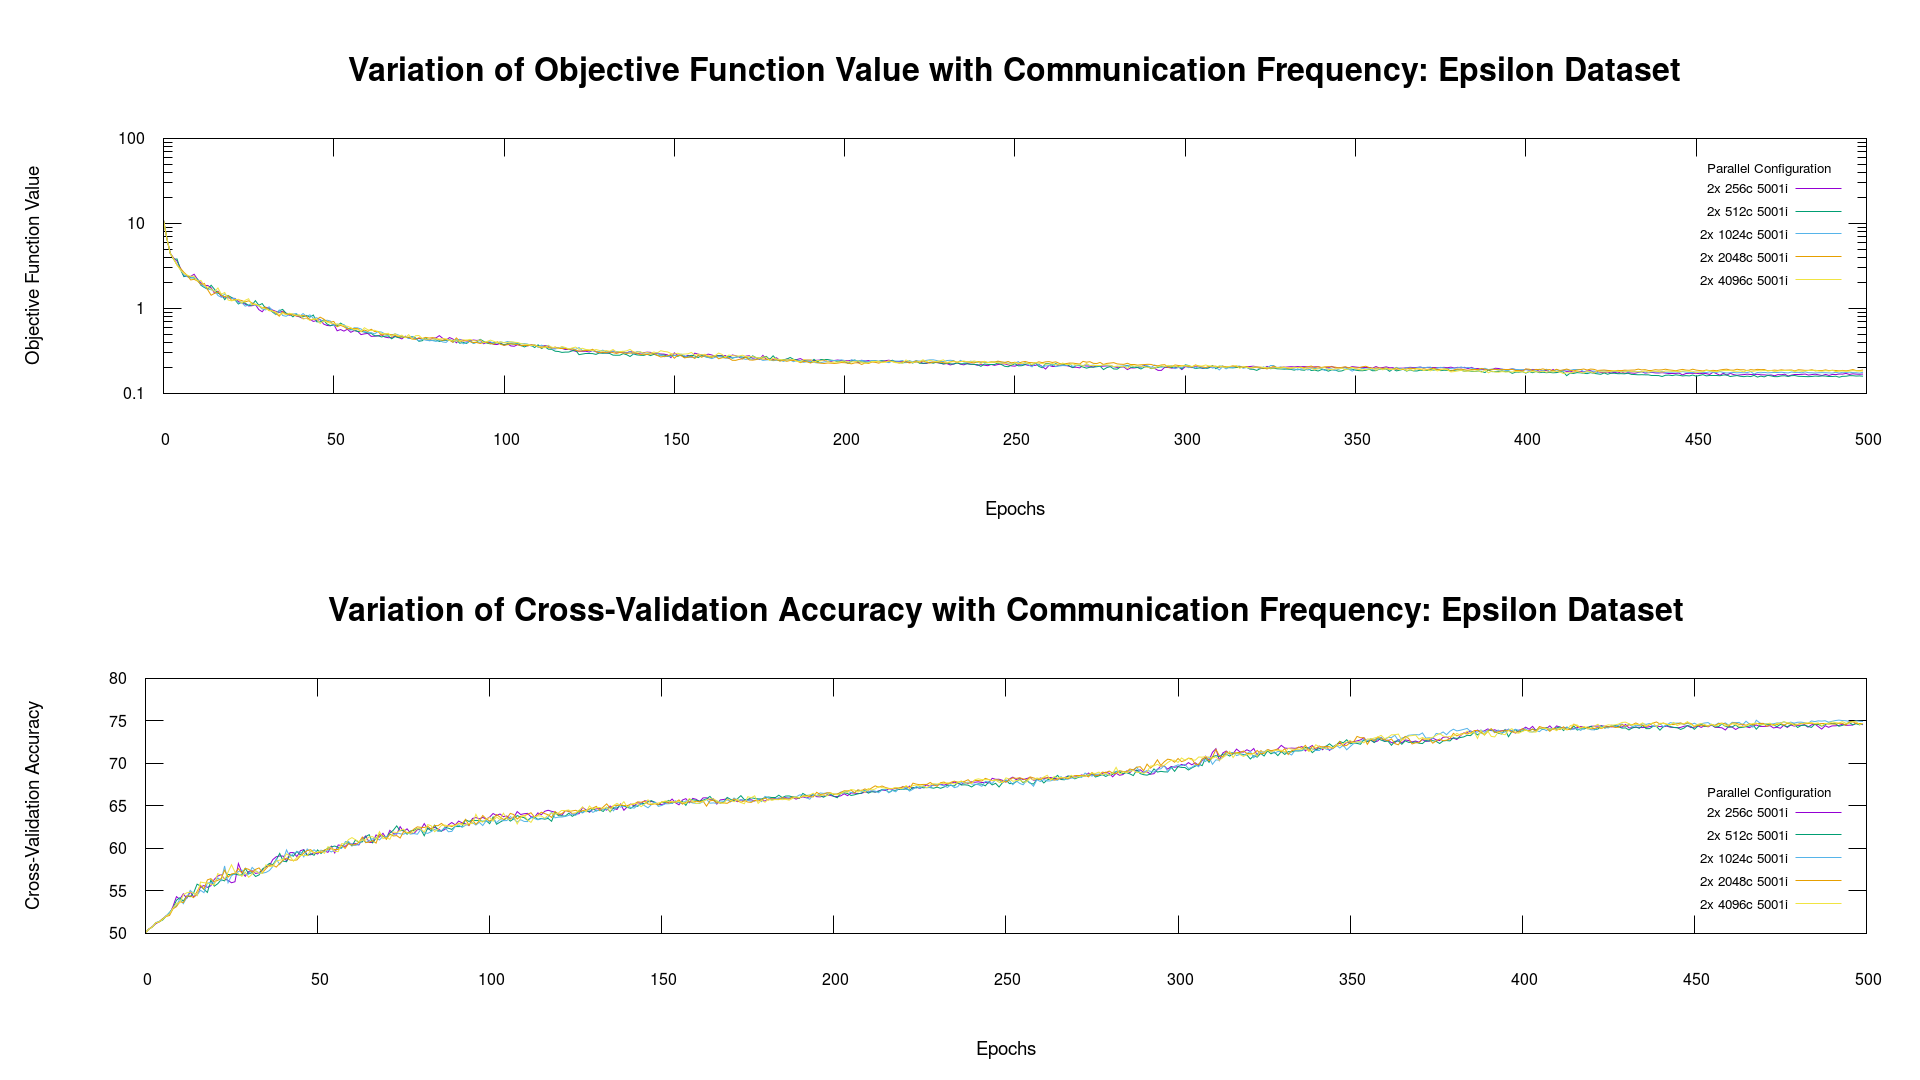 Variation of Objective Function Value with Communication Frequency: Epsilon Dataset
Objective Function Value
100
10
1
0.1
Parallel Configuration
2x 256c 5001i
2x 512c 5001i
2x 1024c 5001i
2x 2048c 5001i
2x 4096c 5001i
0 50 100 150 200 250 300 350 400 450 500
Epochs
Variation of Cross-Validation Accuracy with Communication Frequency: Epsilon Dataset
Cross-Validation Accuracy
80
75
70
65
60
55
50
Parallel Configuration
2x 256c 5001i
2x 512c 5001i
2x 1024c 5001i
2x 2048c 5001i
2x 4096c 5001i
0 50 100 150 200 250 300 350 400 450 500
Epochs